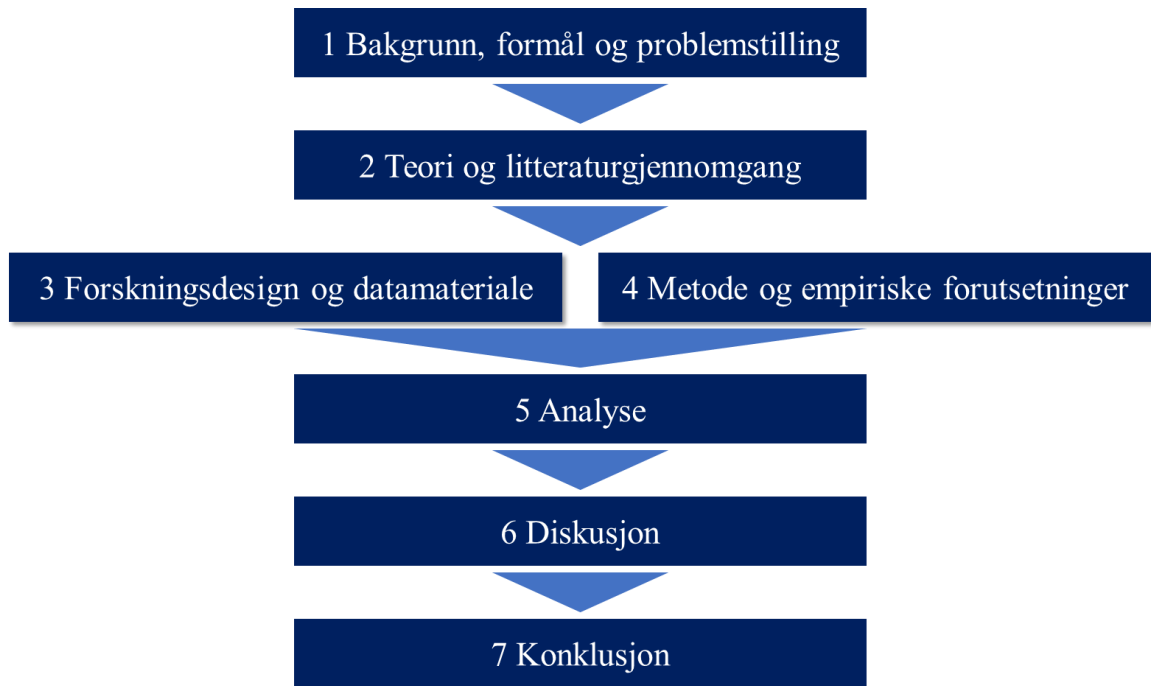 1 Bakgrunn, formål og problemstilling
2 Teori og litteraturgjennomgang
3 Forskningsdesign og datamateriale
4 Metode og empiriske forutsetninger
5 Analyse
6 Diskusjon
7 Konklusjon